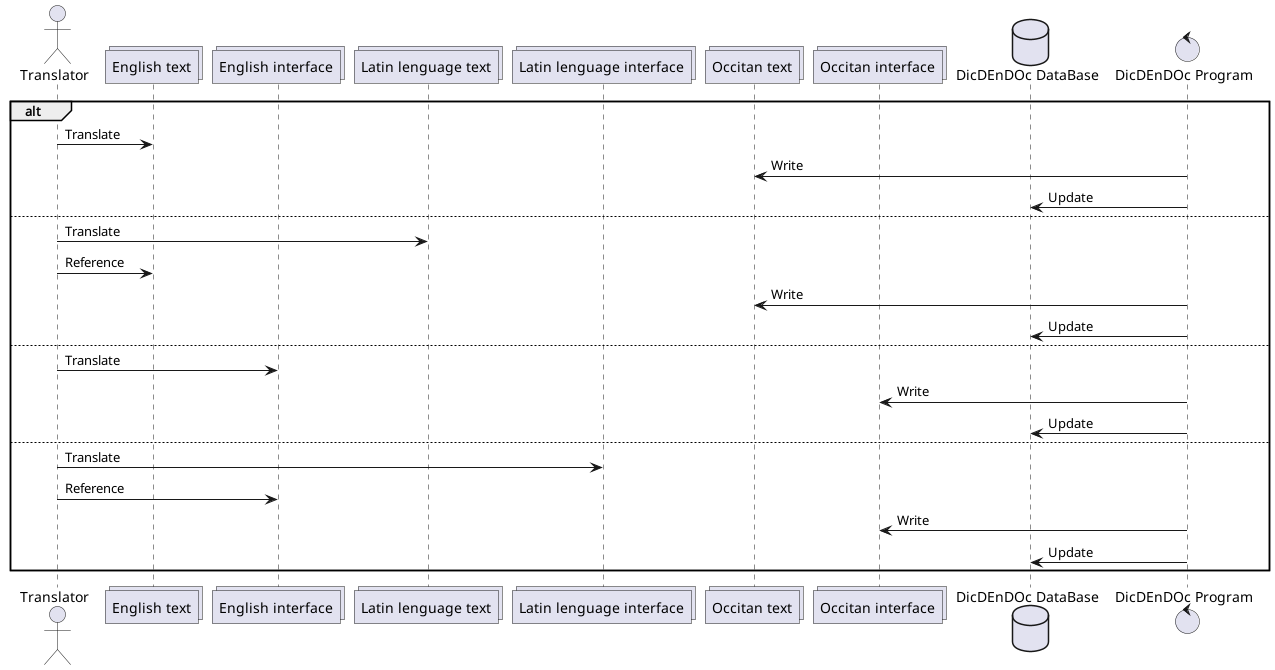 Translator
English text
English interface
Latin lenguage text
Latin lenguage interface
Occitan text
Occitan interface
DicDEnDOc DataBase
DicDEnDOc Program
alt
Translate
Write
Update
Translate
Reference
Write
Update
Translate
Write
Update
Translate
Reference
Write
Update
Translator
English text
English interface
Latin lenguage text
Latin lenguage interface
Occitan text
Occitan interface
DicDEnDOc DataBase
DicDEnDOc Program